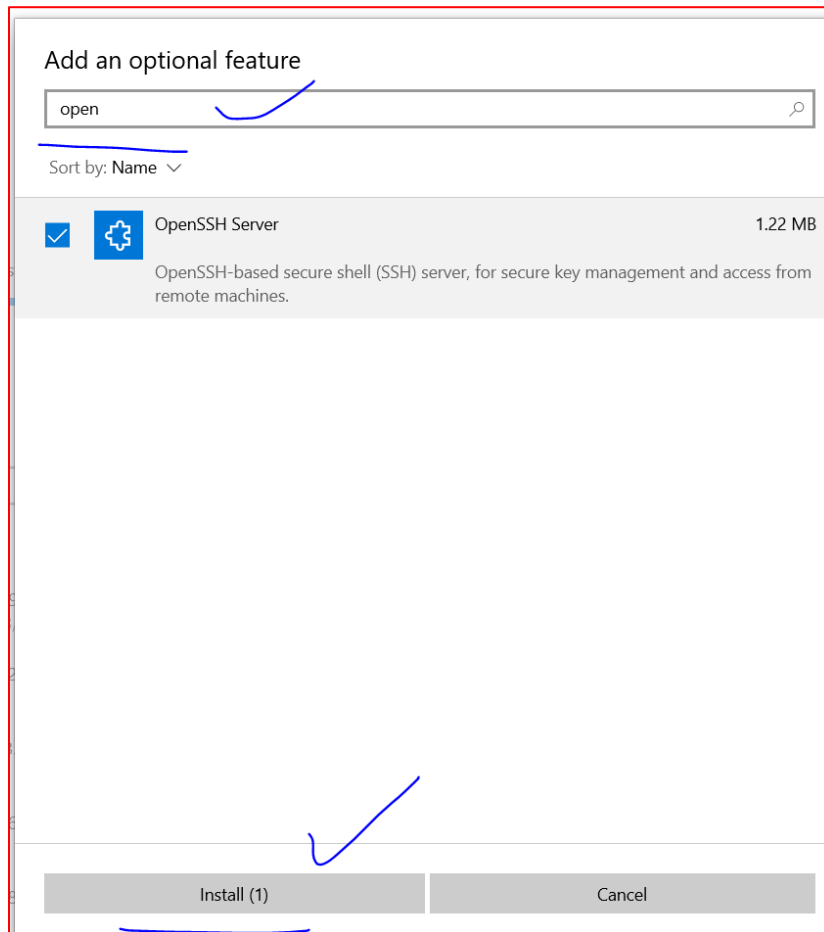 Add an optional feature
open
Sort by: Name
OpenSSH Server 1.22 MB
OpenSSH-based secure shell (SSH) server, for secure key management and access from
remote machines.
Install (1) Cancel